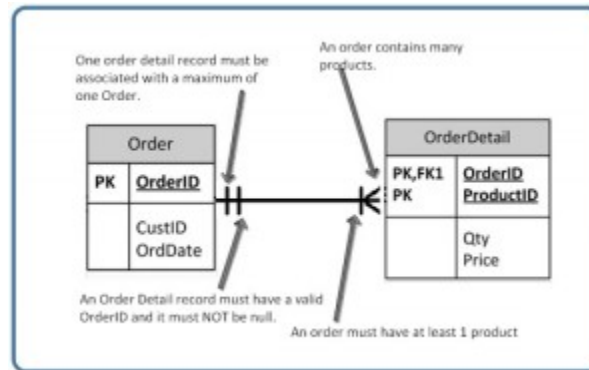 One order detail record must be
associated with a maximum of
one Order.
An order contains many
products.
Order
PK OrderID
CustID
OrdDate
OrderDetail
PK,FK1 OrderID
PK ProductID
Qty
Price
An Order Detail record must have a valid
OrderID and it must NOT be null.
An order must have at least 1 product